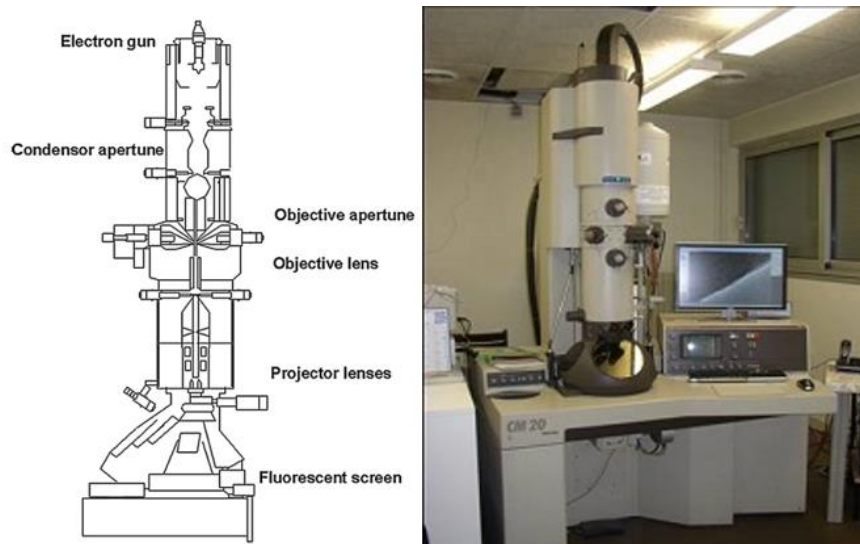 Electron gun
Condensor apertune
Objective apertune
Objective lens
Projector lenses
Fluorescent screen
CM 20